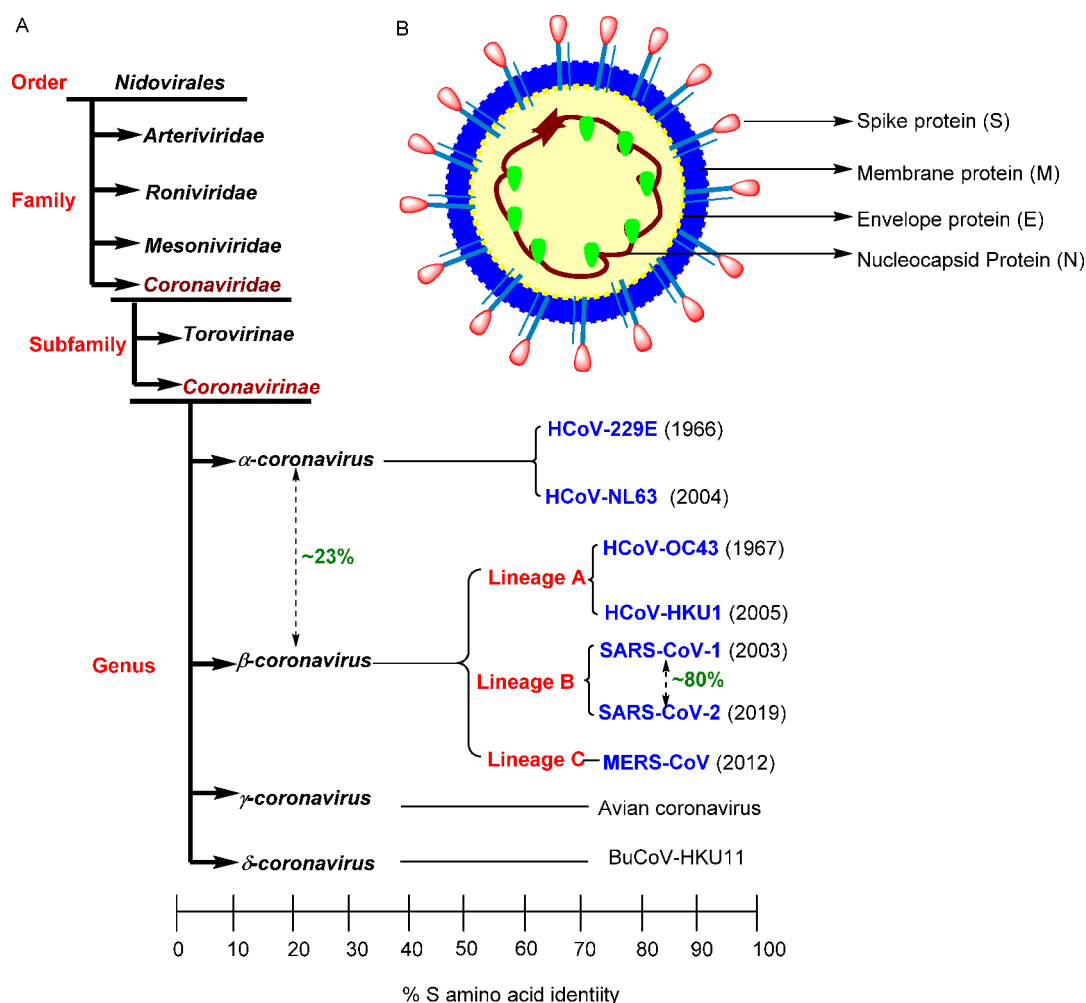 A
Order
Nidovirales
Arteriviridae
Family
Roniviridae
Mesoniviridae
Coronaviridae
Subfamily
Torovirinae
Coronavirinae
Genus
α-coronavirus
HCoV-229E (1966)
HCoV-NL63 (2004)
~23%
β-coronavirus
Lineage A
HCoV-OC43 (1967)
HCoV-HKU1 (2005)
Lineage B
SARS-CoV-1 (2003)
~80%
SARS-CoV-2 (2019)
Lineage C
MERS-CoV (2012)
γ-coronavirus
Avian coronavirus
δ-coronavirus
BuCoV-HKU11
0 10 20 30 40 50 60 70 80 90 100
% S amino acid identiity
B
Spike protein (S)
Membrane protein (M)
Envelope protein (E)
Nucleocapsid Protein (N)